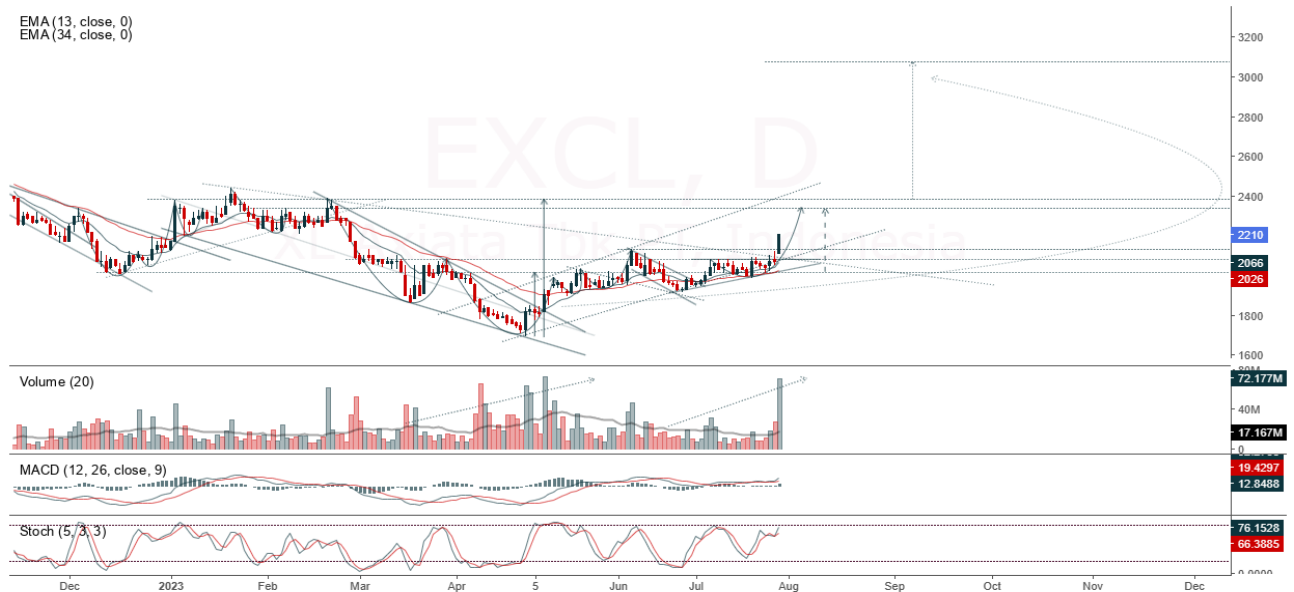 EMA (13, close, 0)
EMA (34, close, 0)
EXCL, D
3200
3000
2800
2600
2400
2210
2066
2026
1800
1600
Volume (20)
72.177M
40M
17.167M
0
MACD (12, 26, close, 9)
19.4297
12.8488
Stoch (5, 3, 3)
76.1528
66.3885
0.0000
Dec
2023
Feb
Mar
Apr
5
Jun
Jul
Aug
Sep
Oct
Nov
Dec